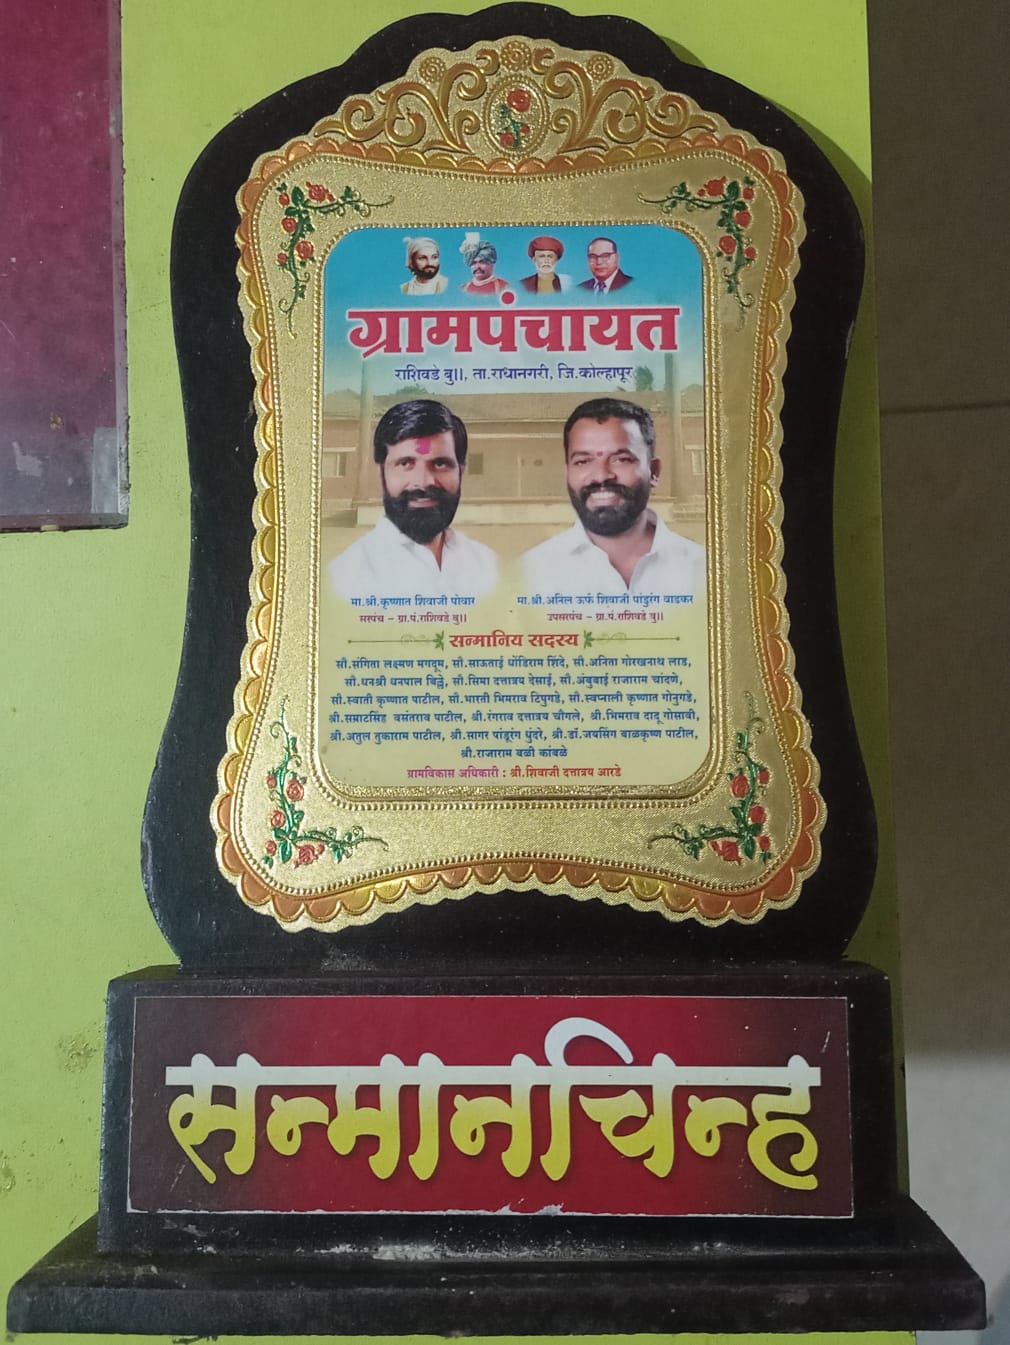 ग्रामपंचायत
राशिवडे बु॥, ता.राधानगरी, जि.कोल्हापूर
मा.श्री.कृष्णात शिवाजी पोवार
सरपंच - ग्रा.पं.राशिवडे बु॥
मा.श्री.अनिल ऊर्फ शिवाजी पांडुरंग वाडकर
उपसरपंच - ग्रा.पं.राशिवडे बु॥
सन्मानिय सदस्य
सौ.संगिता लक्ष्मण मगदूम, सौ.साऊताई धोंडिराम शिंदे, सौ.अनिता गोरखनाथ लाड,
सौ.धनश्री धनपाल बिल्ले, सौ.सिमा दत्तात्रय देसाई, सौ.अंबुबाई राजाराम चांदणे,
सौ.स्वाती कृष्णात पाटील, सौ.भारती भिमराव टिपुगडे, सौ.स्वप्नाली कृष्णात गोनुगडे,
श्री.सम्राटसिंह वसंतराव पाटील, श्री.रंगराव दत्तात्रय चौगले, श्री.भिमराव दादू गोसावी,
श्री.अतुल तुकाराम पाटील, श्री.सागर पांडूरंग धुंदरे, श्री.डॉ.जयसिंग बाळकृष्ण पाटील,
श्री.राजाराम बळी कांबळे
ग्रामविकास अधिकारी : श्री.शिवाजी दत्तात्रय आरडे
सन्मानचिन्ह